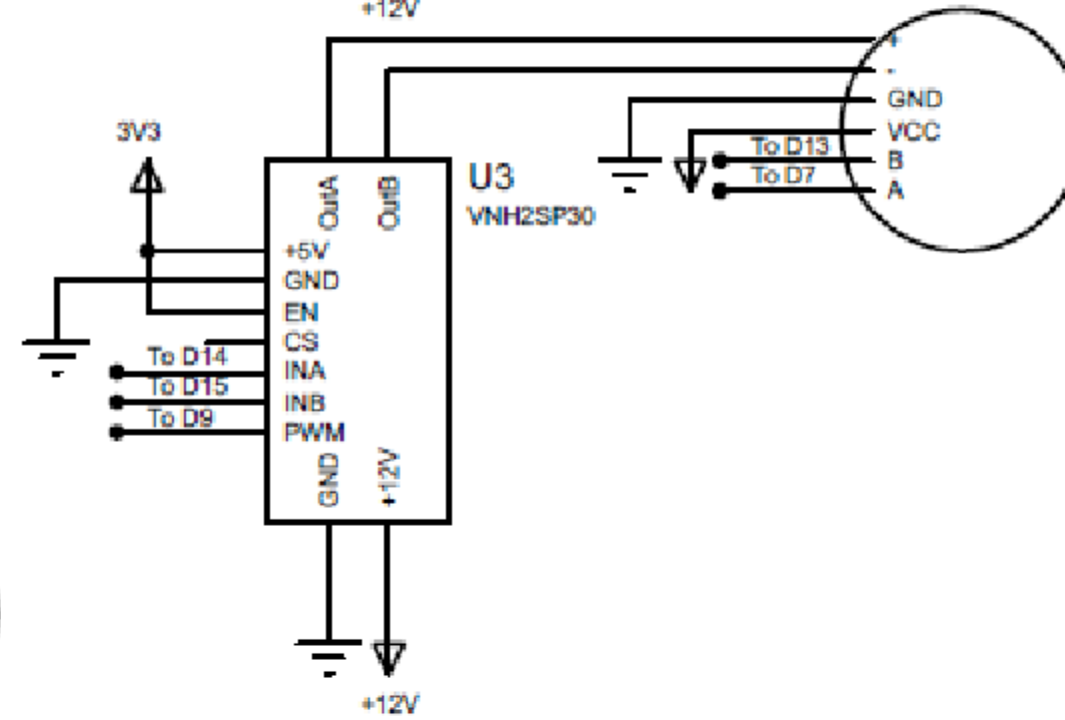 +12V
+
-
GND
VCC
To D13
B
To D7
A
3V3
U3
VNH2SP30
OutA
OutB
+5V
GND
EN
CS
To D14
INA
To D15
INB
To D9
PWM
GND
+12V
+12V